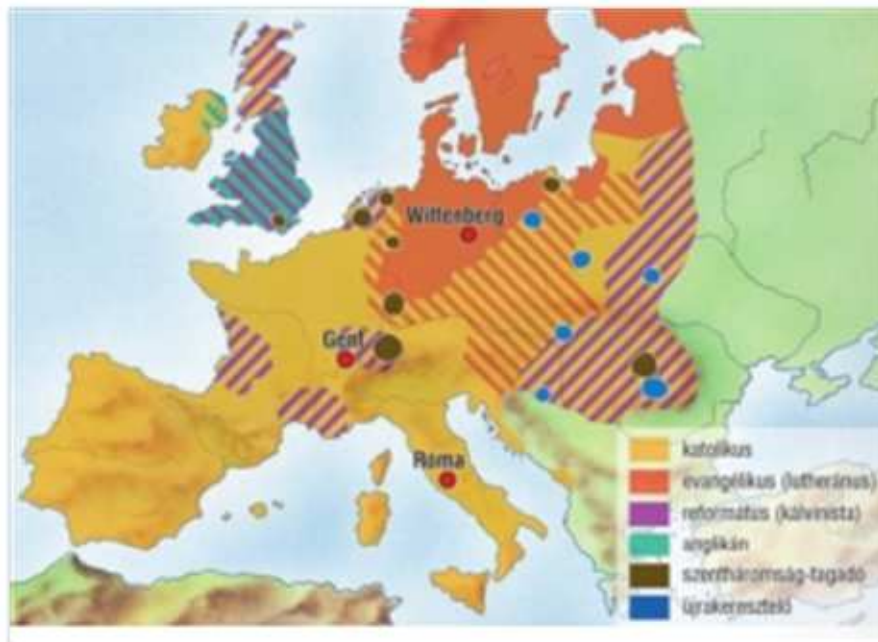 Wittenberg
Genf
Róma
katolikus
evangélikus (lutheránus)
református (kálvinista)
anglikán
szentháromság-tagadó
újrakeresztelő